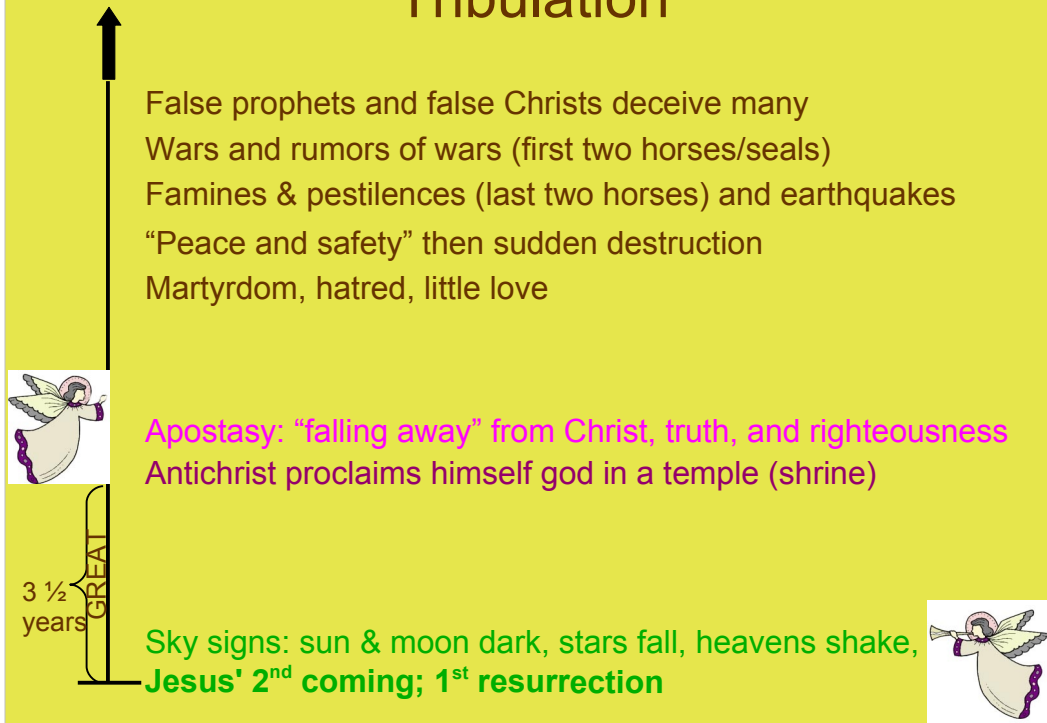 Tribulation
False prophets and false Christs deceive many
Wars and rumors of wars (first two horses/seals)
Famines & pestilences (last two horses) and earthquakes
“Peace and safety” then sudden destruction
Martyrdom, hatred, little love
Apostasy: “falling away” from Christ, truth, and righteousness
Antichrist proclaims himself god in a temple (shrine)
GREAT
3 ½
years
Sky signs: sun & moon dark, stars fall, heavens shake,
Jesus' 2nd coming; 1st resurrection